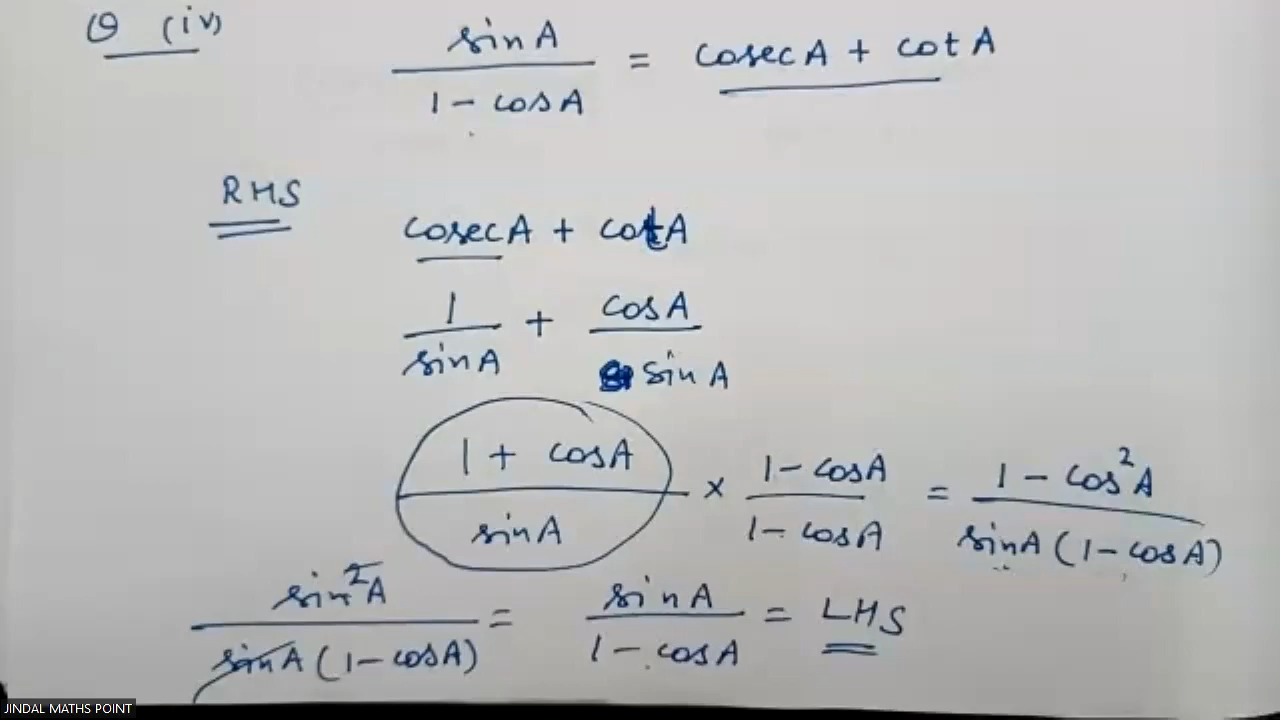 Q (iv)
sinA / 1 - cosA = cosecA + cotA
RHS
cosecA + cotA
1 / sinA + cosA / sinA
1 + cosA / sinA × 1 - cosA / 1 - cosA = 1 - cos²A / sinA (1 - cosA)
sin²A / sinA (1 - cosA) = sinA / 1 - cosA = LHS
JINDAL MATHS POINT